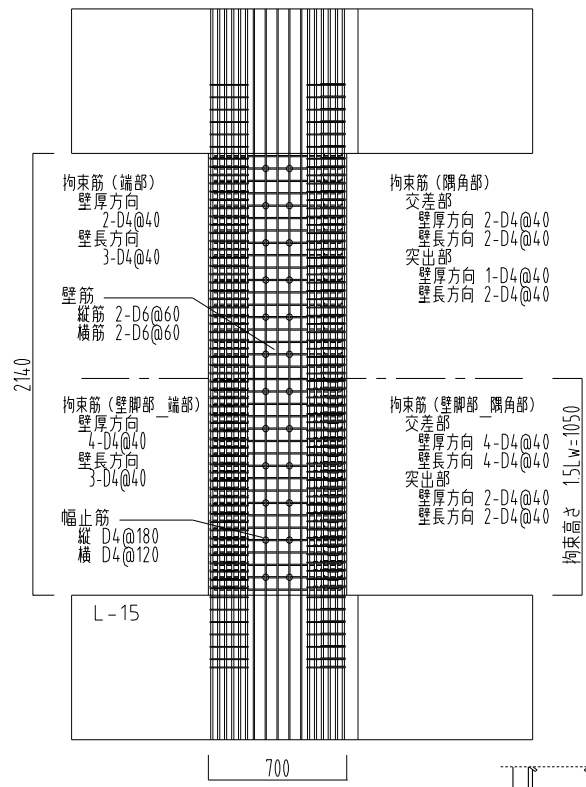 拘束筋（端部）
壁厚方向
2-D4@40
壁長方向
3-D4@40
壁筋
縦筋 2-D6@60
横筋 2-D6@60
拘束筋（壁脚部_端部）
壁厚方向
4-D4@40
壁長方向
3-D4@40
幅止筋
縦 D4@180
横 D4@120
L-15
2140
700
拘束筋（隅角部）
交差部
壁厚方向 2-D4@40
壁長方向 2-D4@40
突出部
壁厚方向 1-D4@40
壁長方向 2-D4@40
拘束筋（壁脚部_隅角部）
交差部
壁厚方向 4-D4@40
壁長方向 4-D4@40
突出部
壁厚方向 2-D4@40
壁長方向 2-D4@40
拘束高さ 1.5Lw=1050